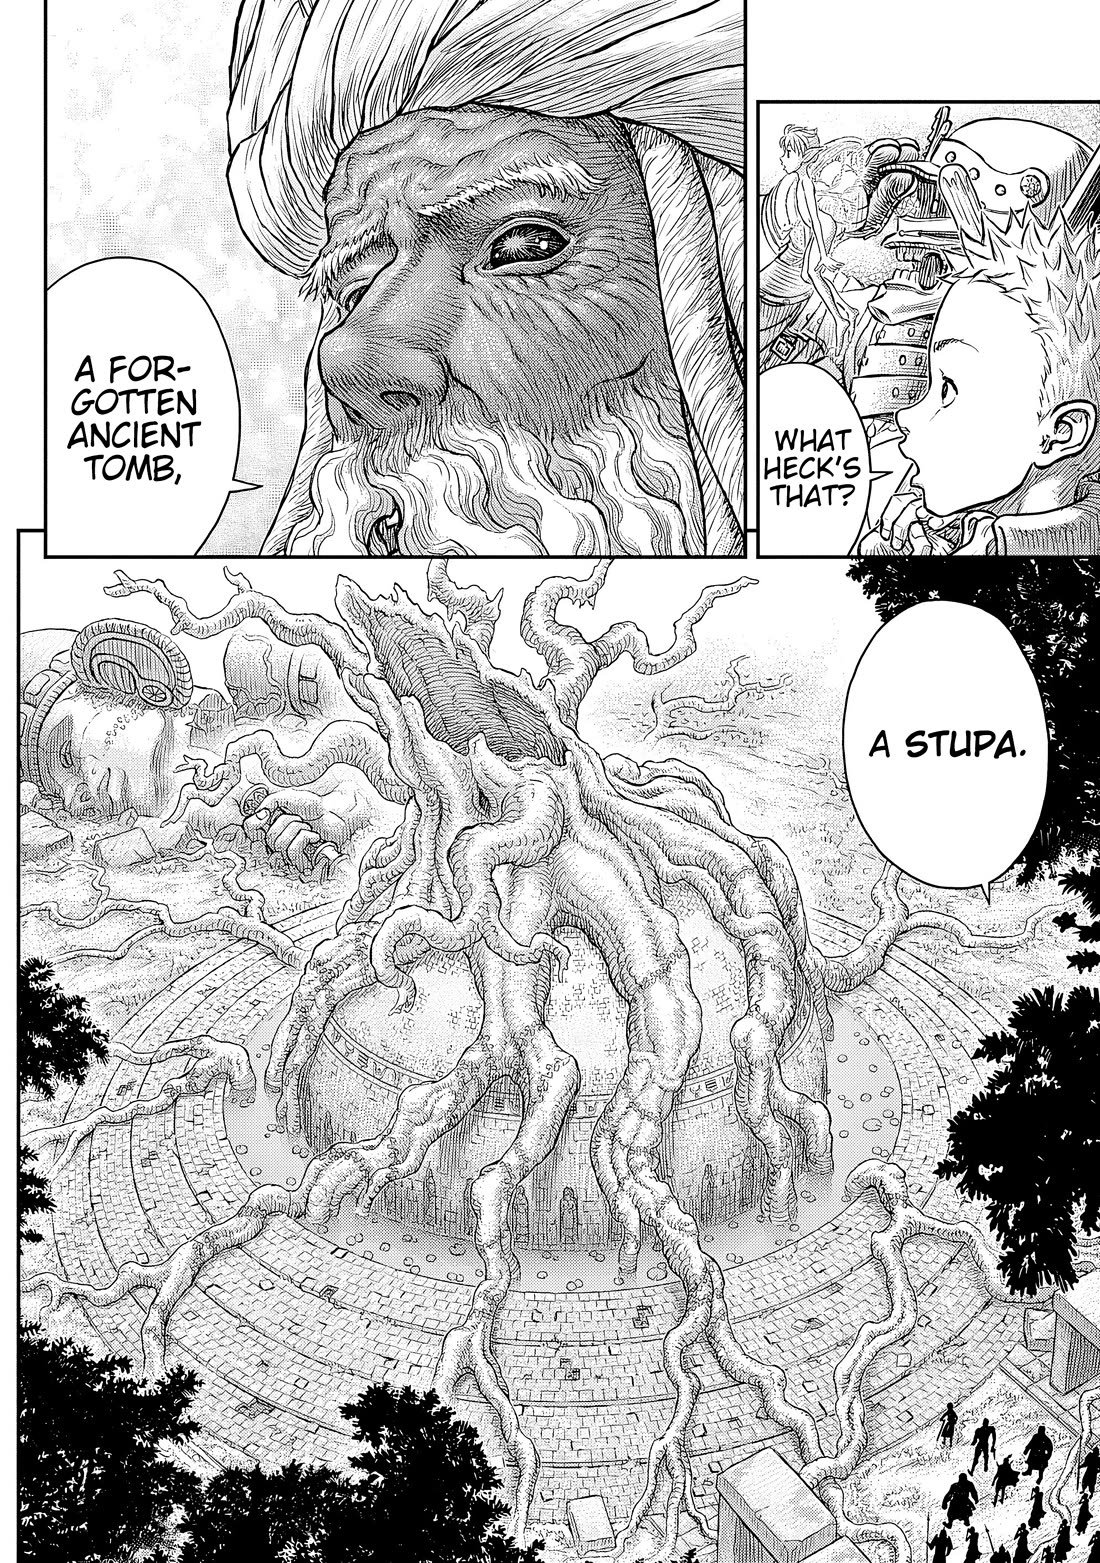 WHAT
HECK'S
THAT?
A FOR-
GOTTEN
ANCIENT
TOMB,
A STUPA.